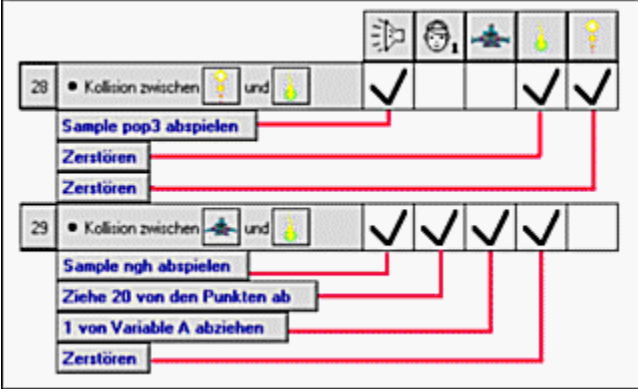 1
28 • Kollision zwischen und
Sample pop3 abspielen
Zerstören
Zerstören
29 • Kollision zwischen und
Sample ngh abspielen
Ziehe 20 von den Punkten ab
1 von Variable A abziehen
Zerstören